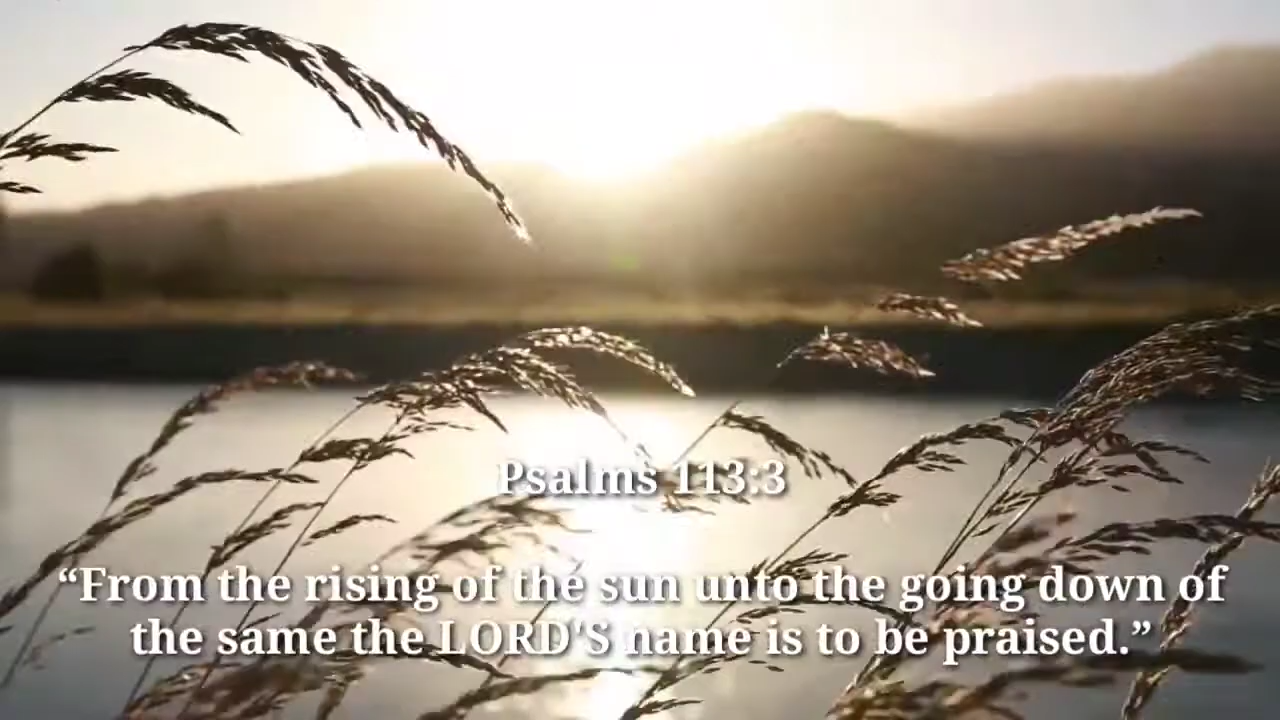 Psalms 113:3
“From the rising of the sun unto the going down of
the same the LORD'S name is to be praised.”